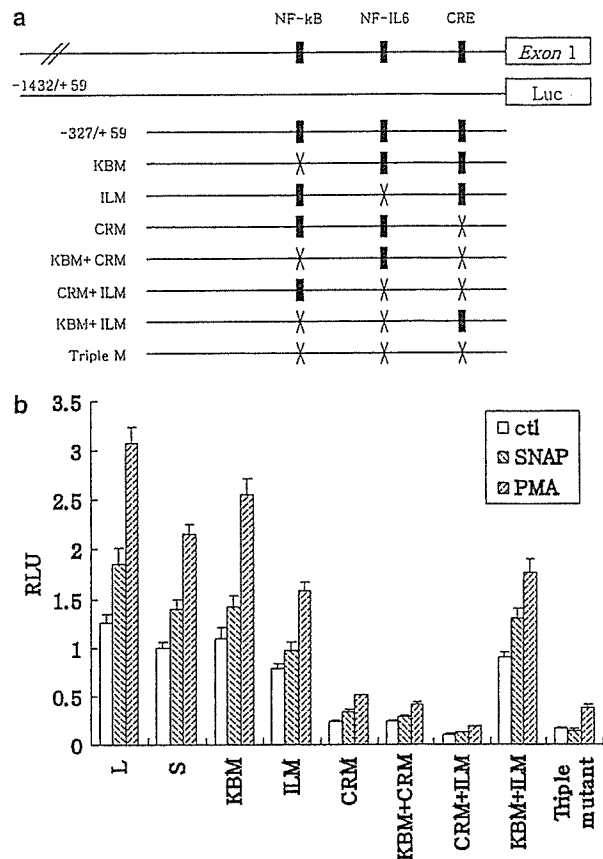 a
NF-kB NF-IL6 CRE
Exon 1
-1432/+59
Luc
-327/+59
KBM
ILM
CRM
KBM+CRM
CRM+ILM
KBM+ILM
Triple M
b
3.5
3
2.5
2
1.5
1
0.5
0
RLU
ctl
SNAP
PMA
L
S
KBM
ILM
CRM
KBM+CRM
CRM+ILM
KBM+ILM
Triple
mutant